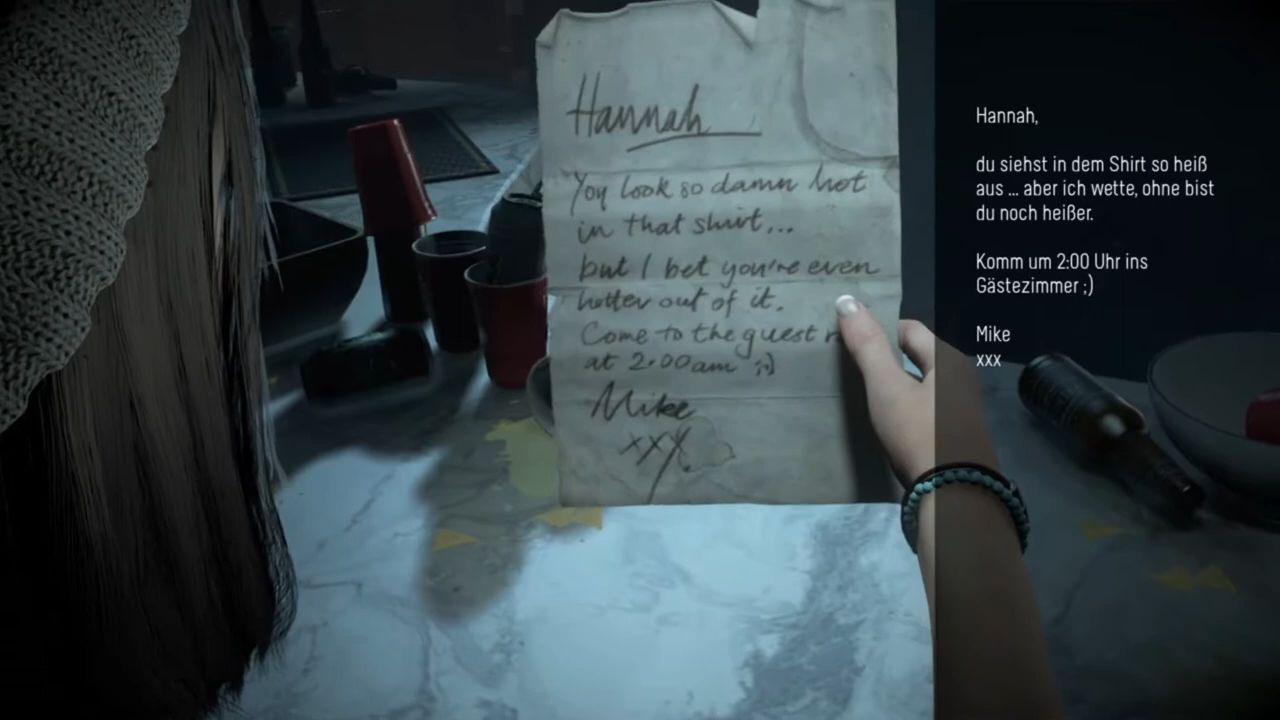 Hannah
You look so damn hot
in that shirt...
but I bet you're even
hotter out of it.
Come to the guest
at 2:00am ;)
Mike
xxx
Hannah,
du siehst in dem Shirt so heiß
aus ... aber ich wette, ohne bist
du noch heißer.
Komm um 2:00 Uhr ins
Gästezimmer ;)
Mike
xxx